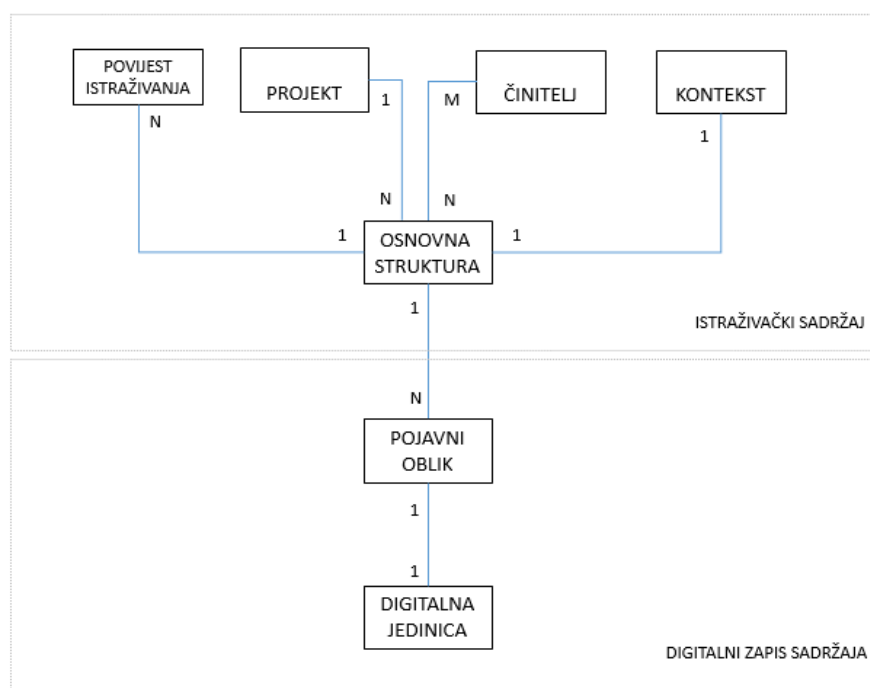 POVIJEST
ISTRAŽIVANJA
PROJEKT
ČINITELJ
KONTEKST
N
1
M
1
N
N
1
1
OSNOVNA
STRUKTURA
1
ISTRAŽIVAČKI SADRŽAJ
N
POJAVNI
OBLIK
1
1
DIGITALNA
JEDINICA
DIGITALNI ZAPIS SADRŽAJA